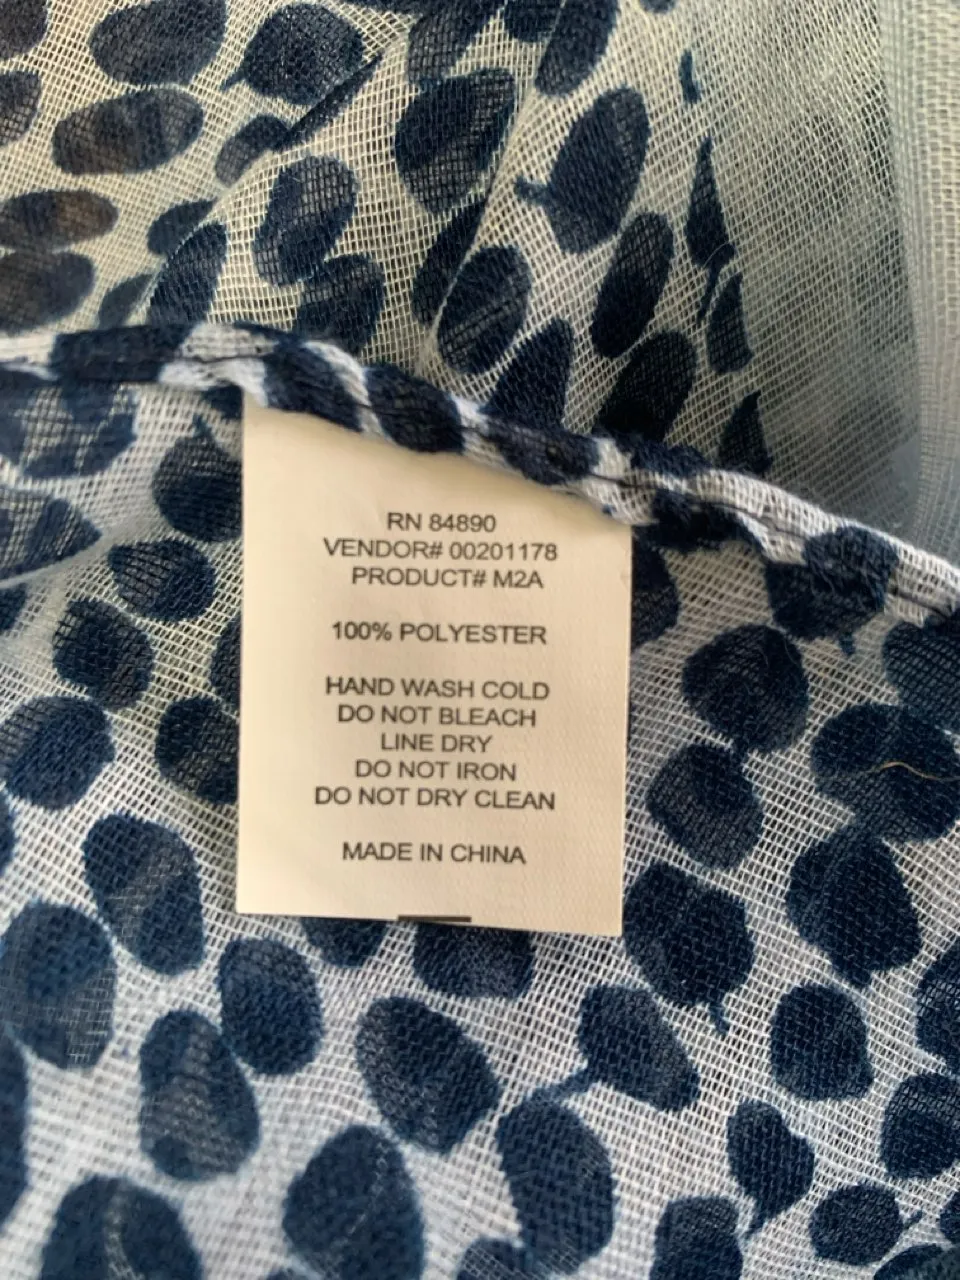 RN 84890
VENDOR# 00201178
PRODUCT# M2A
100% POLYESTER
HAND WASH COLD
DO NOT BLEACH
LINE DRY
DO NOT IRON
DO NOT DRY CLEAN
MADE IN CHINA